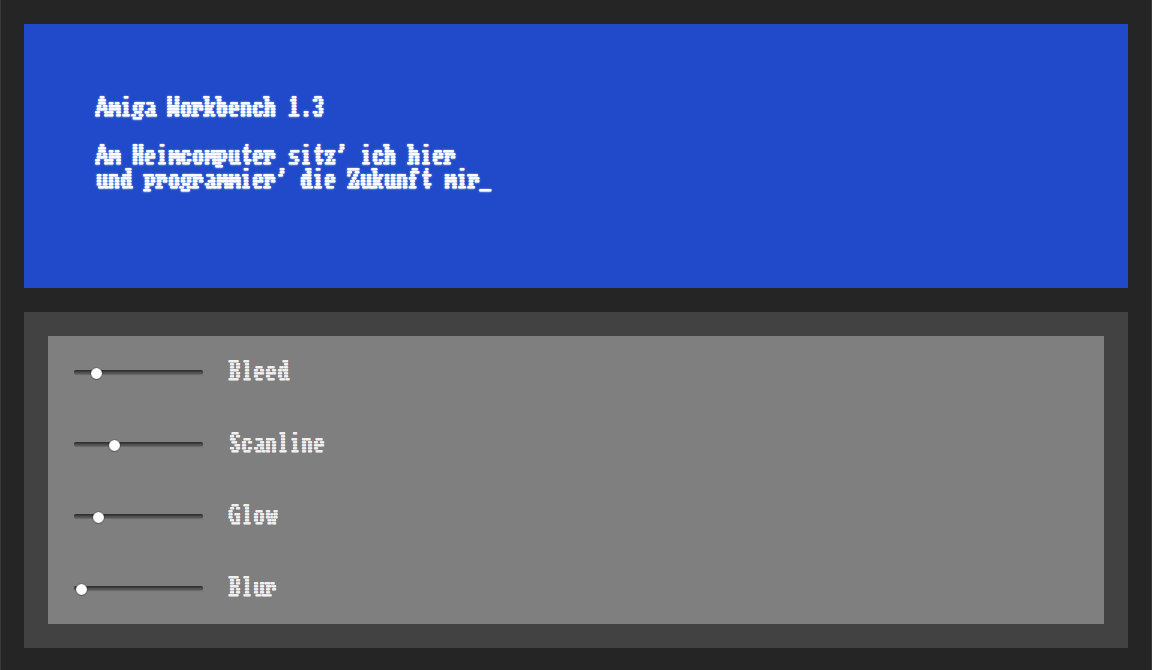 Amiga Workbench 1.3
Am Heimcomputer sitz’ ich hier
und programmier’ die Zukunft mir_
Bleed
Scanline
Glow
Blur